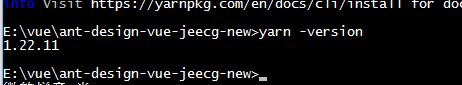 info Visit https://yarnpkg.com/en/docs/cli/install for doc
E:\vue\ant-design-vue-jeecg-new>yarn -version
1.22.11
E:\vue\ant-design-vue-jeecg-new>